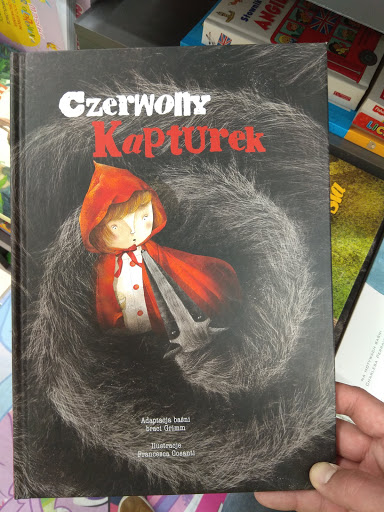 Czerwony
Kapturek
Adaptacja baśni
braci Grimm
Ilustracje
Francesca Cosanti